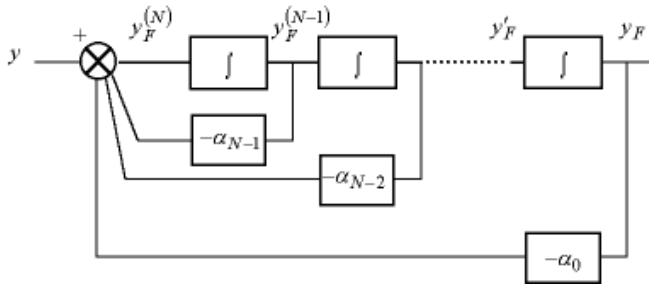 + y_F^{(N)} y_F^{(N-1)} y'_F y_F
y ∫ ∫ ∫
-α_{N-1}
-α_{N-2}
-α_0